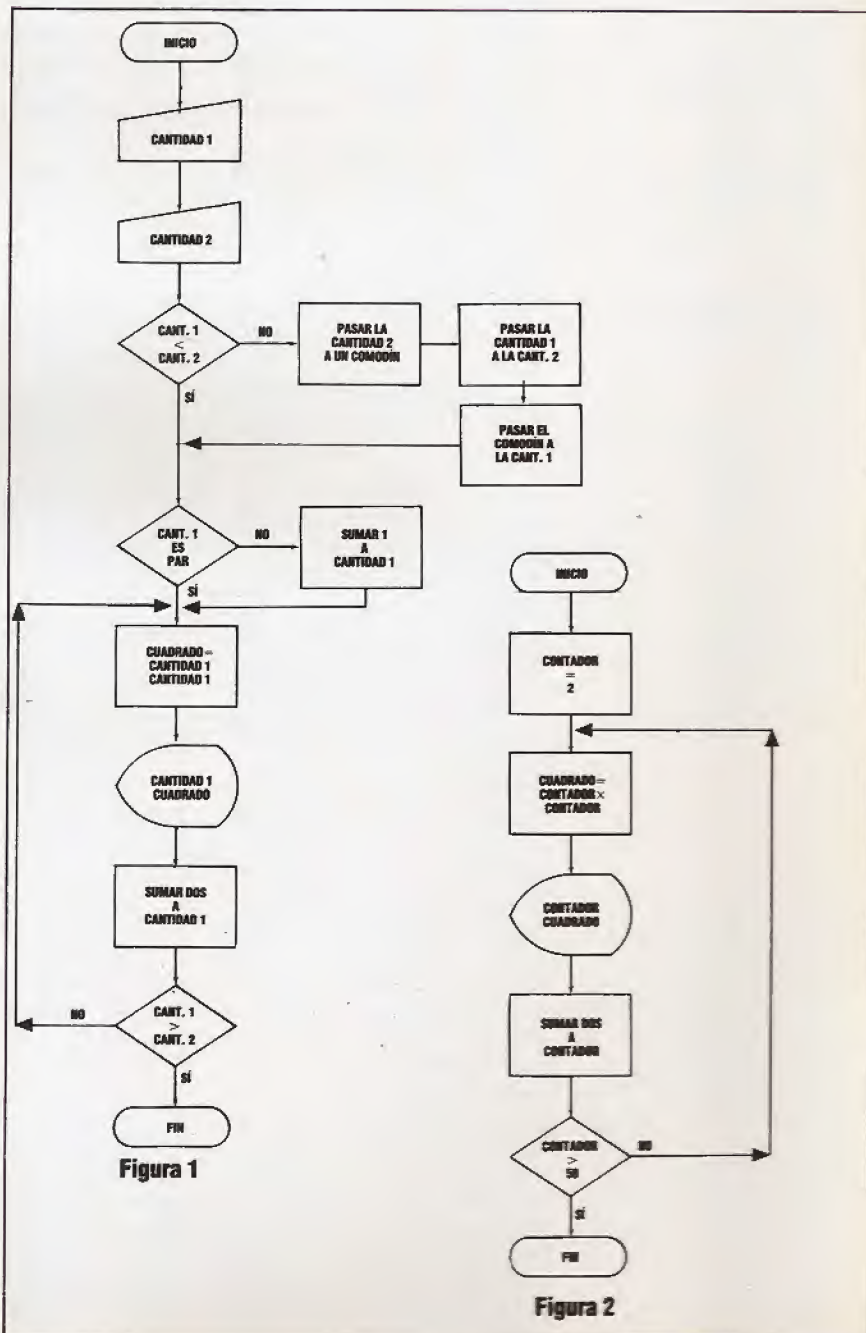 INICIO
CANTIDAD 1
CANTIDAD 2
CANT. 1
<
CANT. 2
NO
SÍ
PASAR LA
CANTIDAD 2
A UN COMODÍN
PASAR LA
CANTIDAD 1
A LA CANT. 2
PASAR EL
COMODÍN A
LA CANT. 1
CANT. 1
ES
PAR
NO
SÍ
SUMAR 1
A
CANTIDAD 1
CUADRADO=
CANTIDAD 1
CANTIDAD 1
CANTIDAD 1
CUADRADO
SUMAR DOS
A
CANTIDAD 1
CANT. 1
>
CANT. 2
NO
SÍ
FIN
Figura 1
INICIO
CONTADOR
=
2
CUADRADO=
CONTADOR×
CONTADOR
CONTADOR
CUADRADO
SUMAR DOS
A
CONTADOR
CONTADOR
>
50
NO
SÍ
FIN
Figura 2